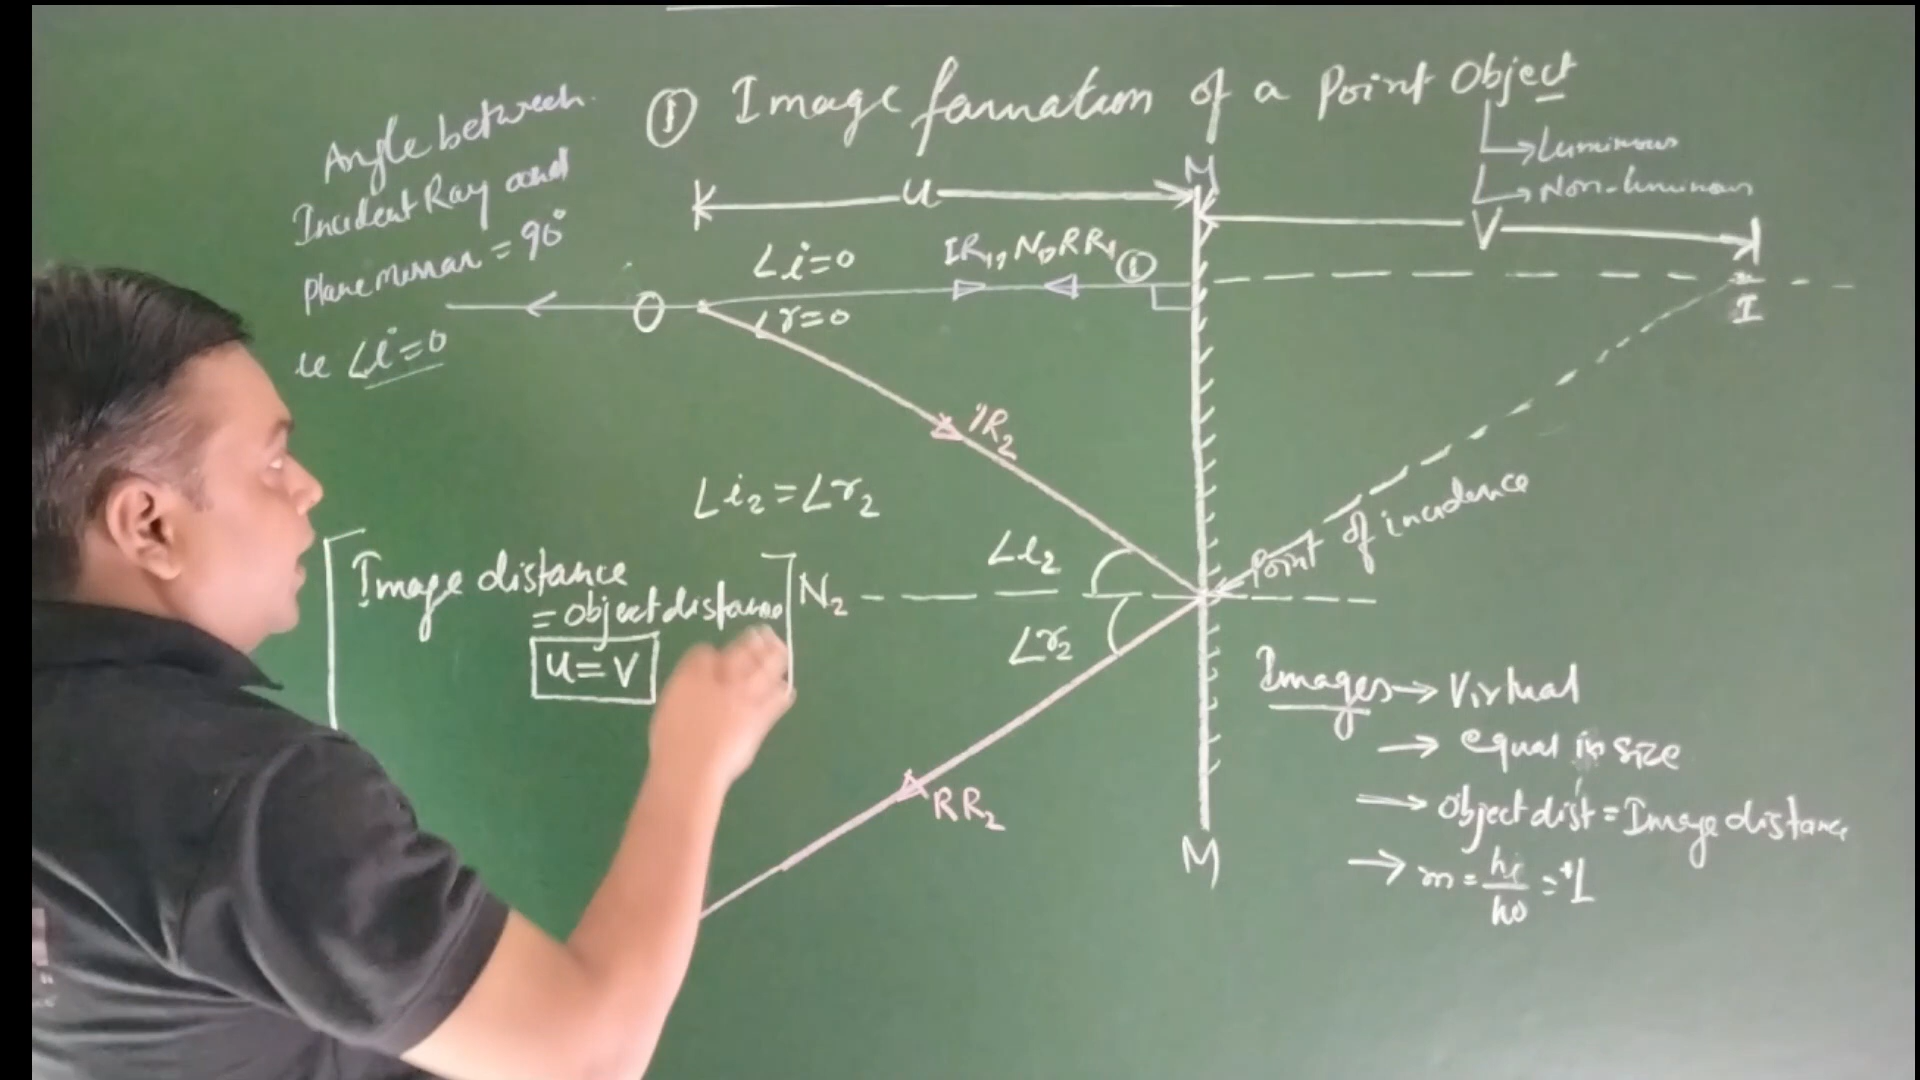 ① Image formation of a Point Object
→ Luminous
→ Non-luminous
Angle between
Incident Ray and
Plane mirror = 90°
ie ∠i=0
M
u
V
∠i=0
IR₁, N₁, RR₁ ①
O
∠r=0
I
IR₂
∠i₂=∠r₂
Point of incidence
Image distance
= object distance
u=v
N₂
∠i₂
∠r₂
RR₂
M
Images → Virtual
→ equal in size
→ Object dist = Image distance
→ m = hi/ho = +1